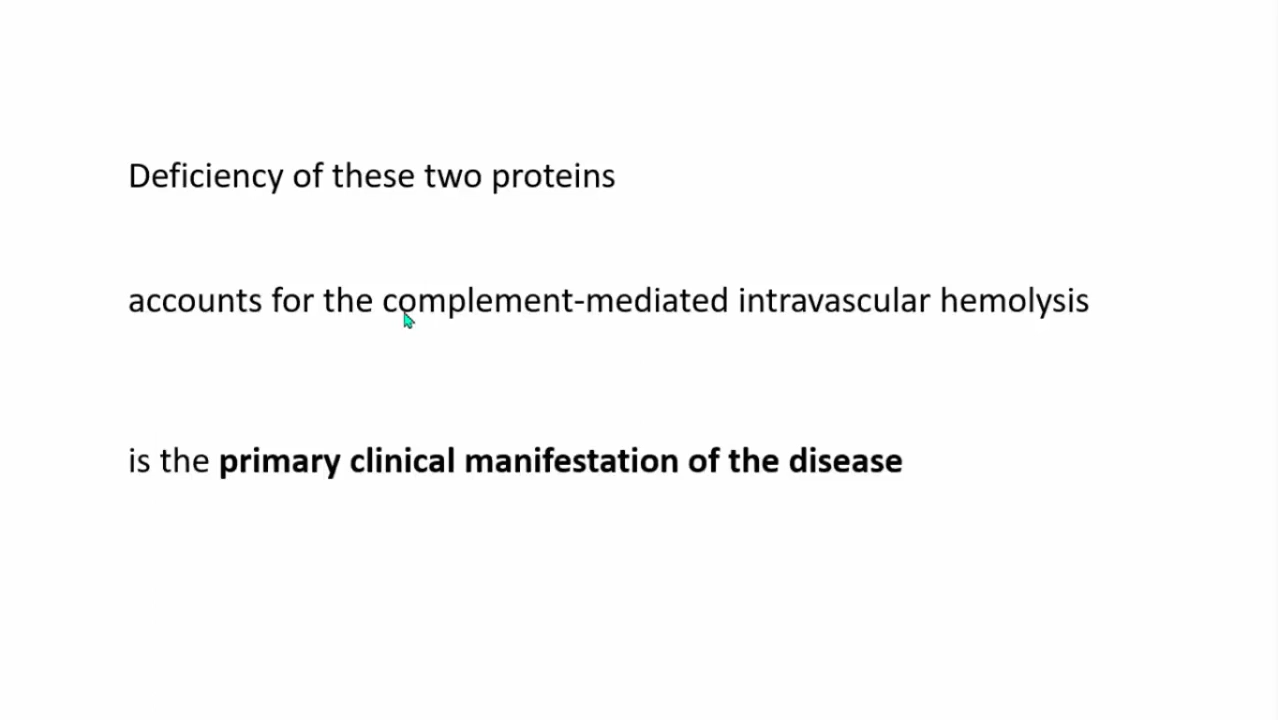 Deficiency of these two proteins
accounts for the complement-mediated intravascular hemolysis
is the primary clinical manifestation of the disease